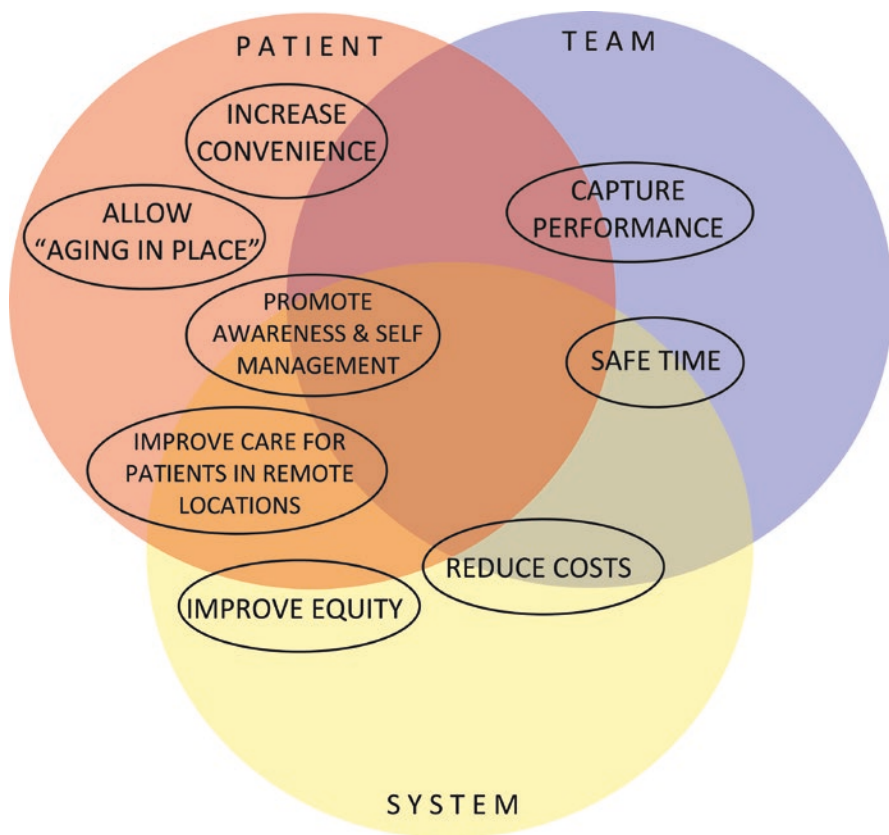 PATIENT
TEAM
INCREASE
CONVENIENCE
ALLOW
“AGING IN PLACE”
CAPTURE
PERFORMANCE
PROMOTE
AWARENESS & SELF
MANAGEMENT
SAFE TIME
IMPROVE CARE FOR
PATIENTS IN REMOTE
LOCATIONS
REDUCE COSTS
IMPROVE EQUITY
SYSTEM